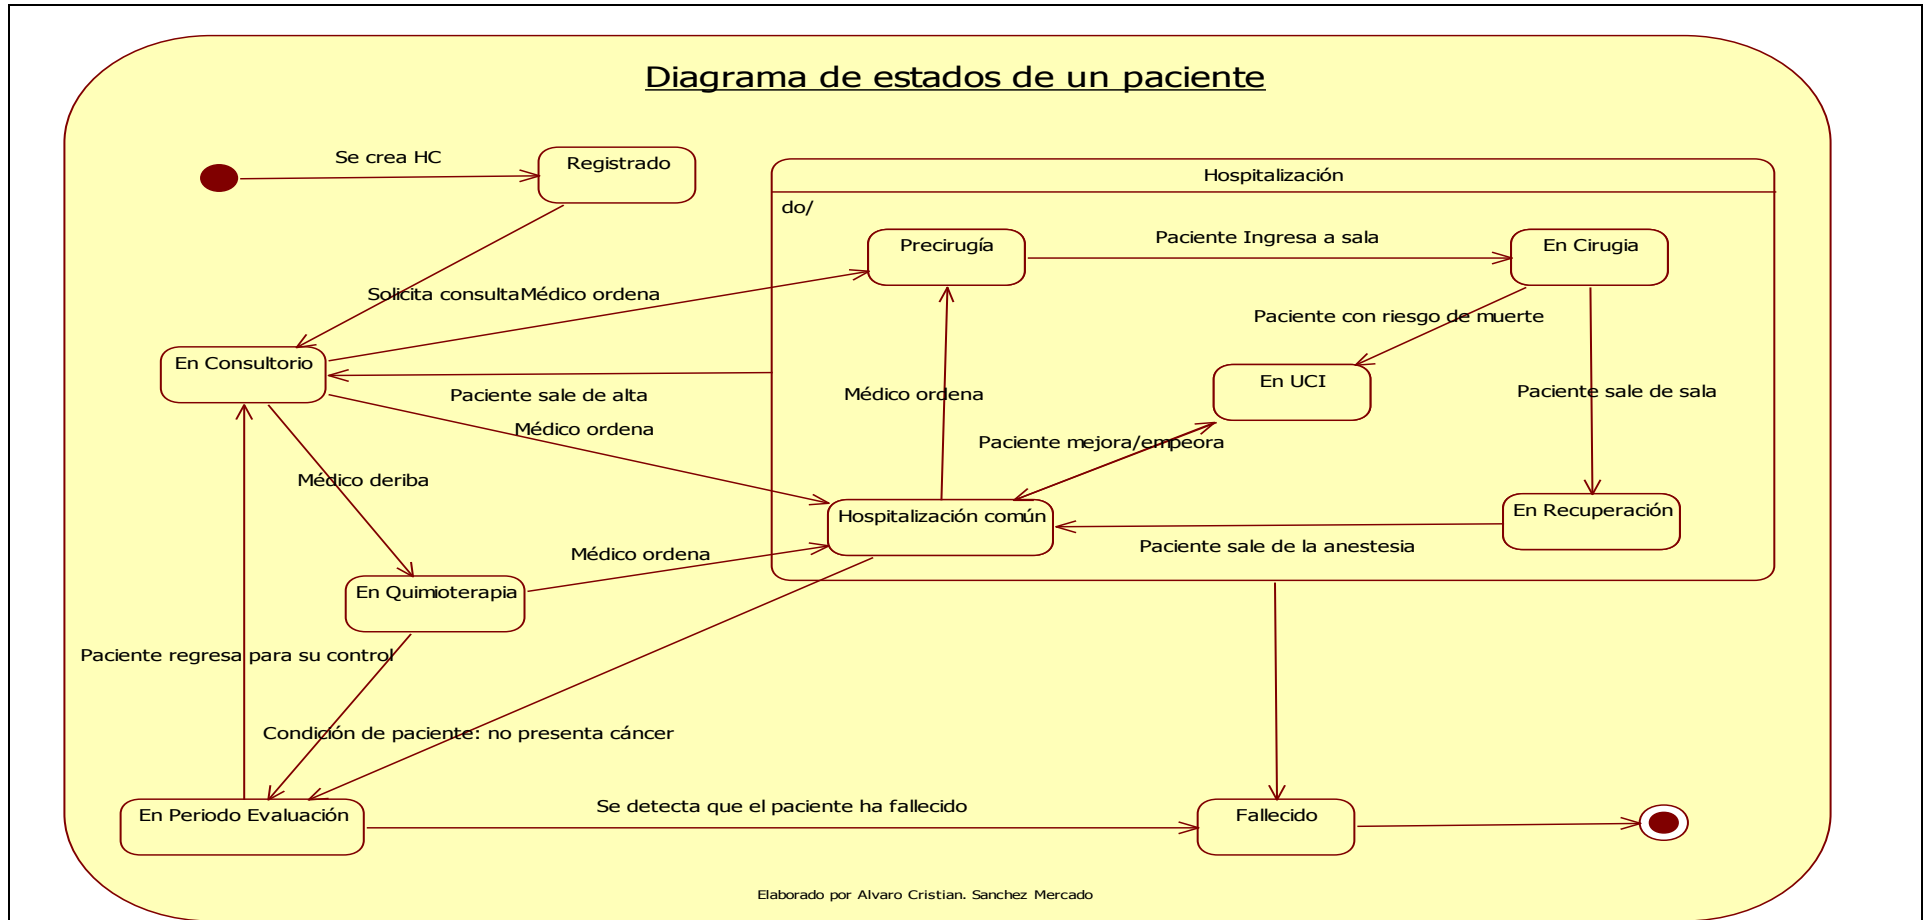 Diagrama de estados de un paciente
Se crea HC
Registrado
Hospitalización
do/
Precirugía
Paciente Ingresa a sala
En Cirugia
Solicita consulta
Médico ordena
Paciente con riesgo de muerte
En Consultorio
En UCI
Paciente sale de alta
Médico ordena
Paciente sale de sala
Médico ordena
Paciente mejora/empeora
Médico deriba
Hospitalización común
En Recuperación
Médico ordena
Paciente sale de la anestesia
En Quimioterapia
Paciente regresa para su control
Condición de paciente: no presenta cáncer
En Periodo Evaluación
Se detecta que el paciente ha fallecido
Fallecido
Elaborado por Alvaro Cristian. Sanchez Mercado